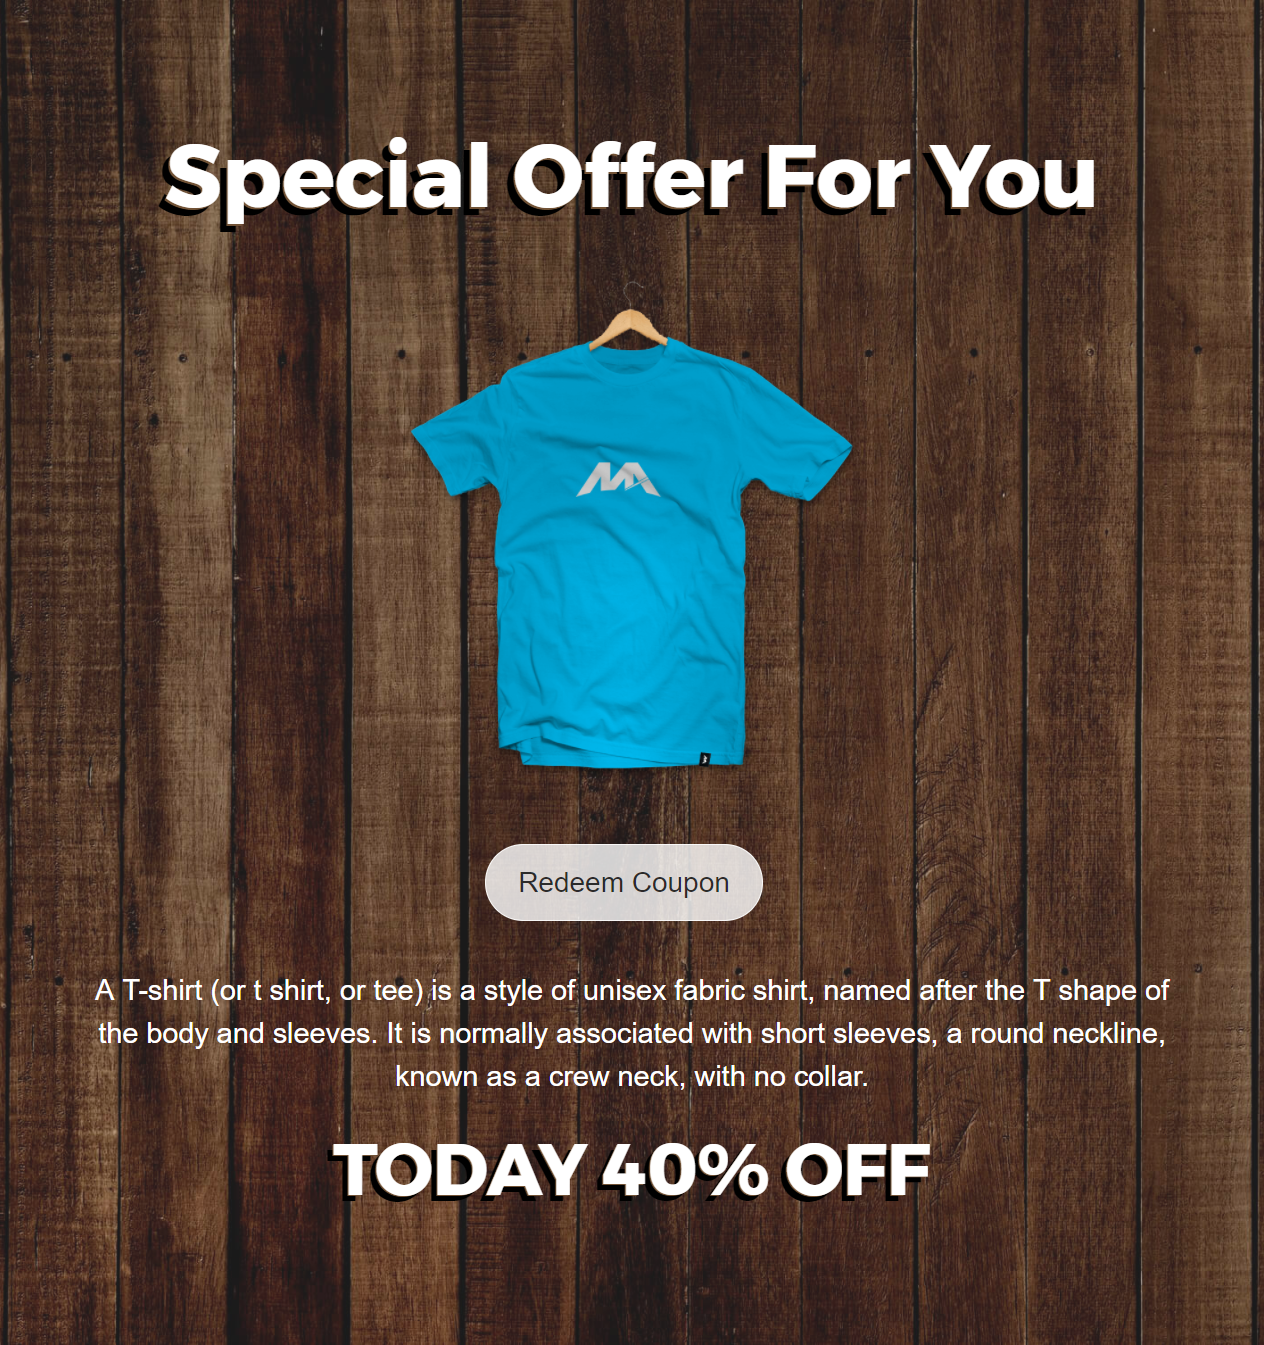 Special Offer For You
MA
Redeem Coupon
A T-shirt (or t shirt, or tee) is a style of unisex fabric shirt, named after the T shape of
the body and sleeves. It is normally associated with short sleeves, a round neckline,
known as a crew neck, with no collar.
TODAY 40% OFF